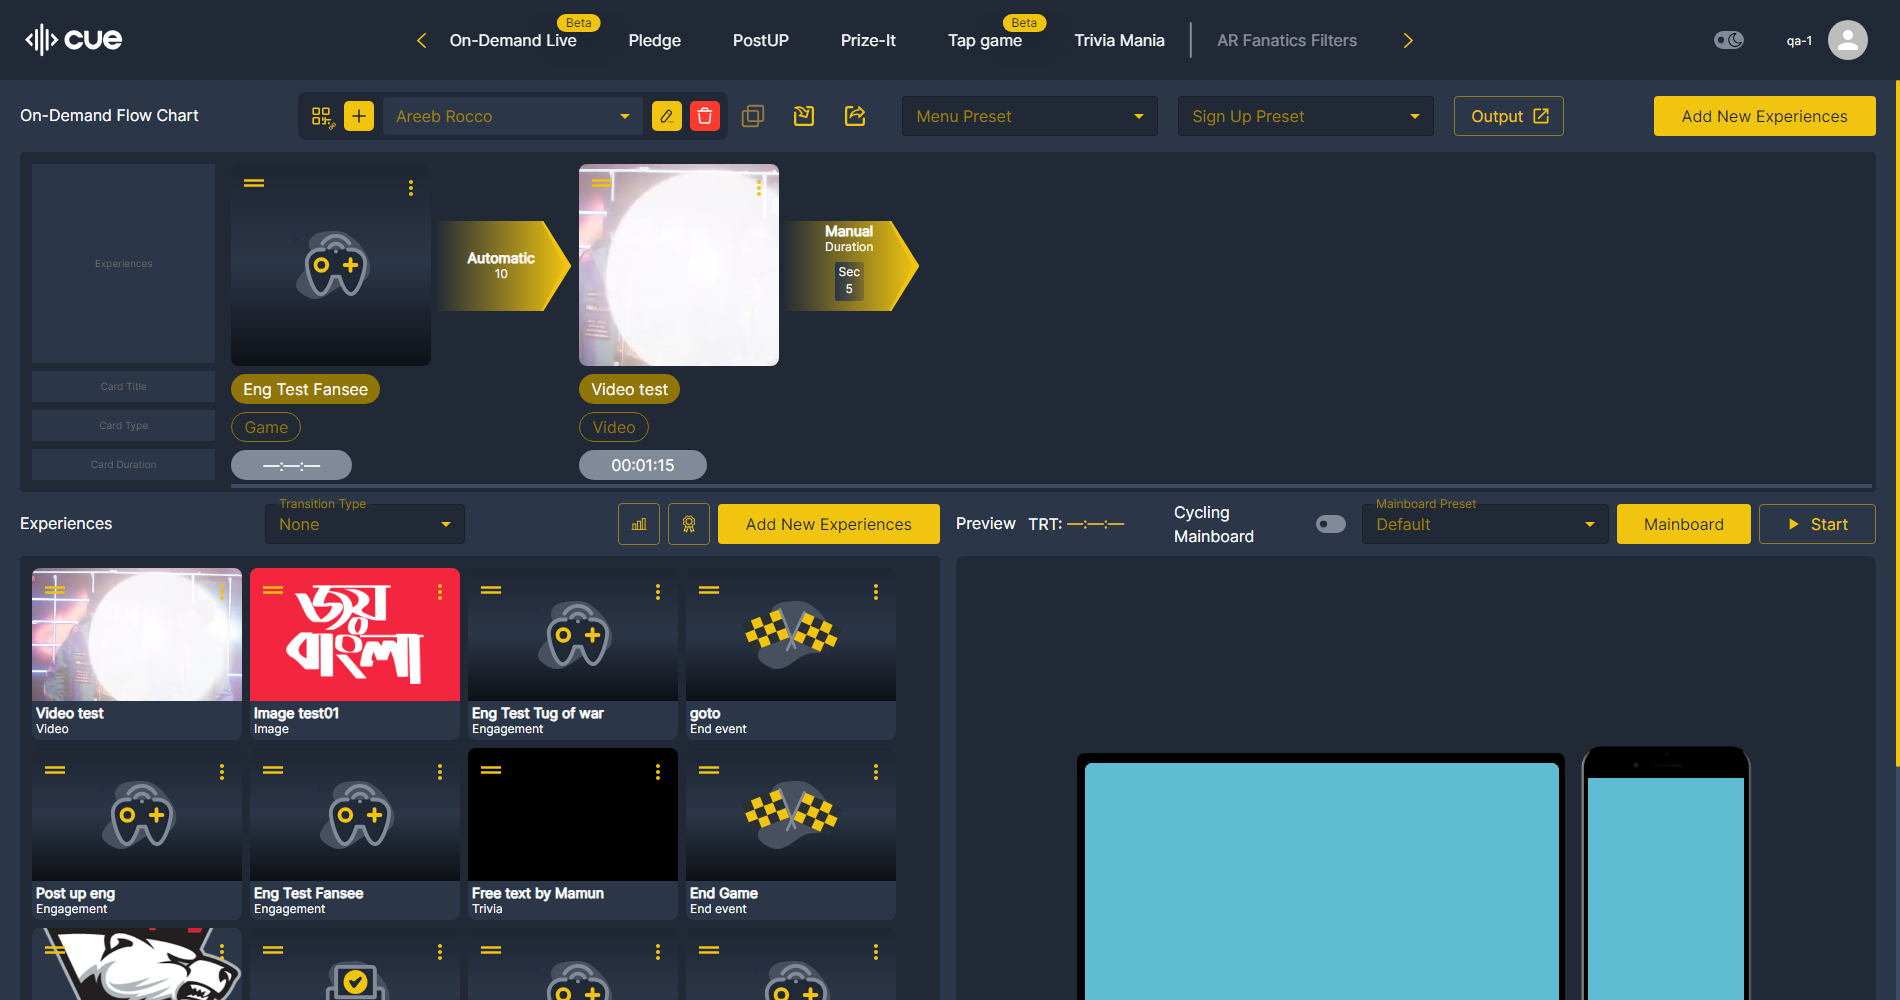 cue
Beta
Beta
On-Demand Live
Pledge
PostUP
Prize-It
Tap game
Trivia Mania
AR Fanatics Filters
qa-1
On-Demand Flow Chart
Areeb Rocco
Menu Preset
Sign Up Preset
Output
Add New Experiences
Experiences
Automatic
10
Manual
Duration
Sec
5
Card Title
Eng Test Fansee
Video test
Card Type
Game
Video
Card Duration
—:—:—
00:01:15
Experiences
Transition Type
None
Add New Experiences
Preview
TRT: —:—:—
Cycling
Mainboard
Mainboard Preset
Default
Mainboard
Start
জয়
বাংলা
Video test
Video
Image test01
Image
Eng Test Tug of war
Engagement
goto
End event
Post up eng
Engagement
Eng Test Fansee
Engagement
Free text by Mamun
Trivia
End Game
End event